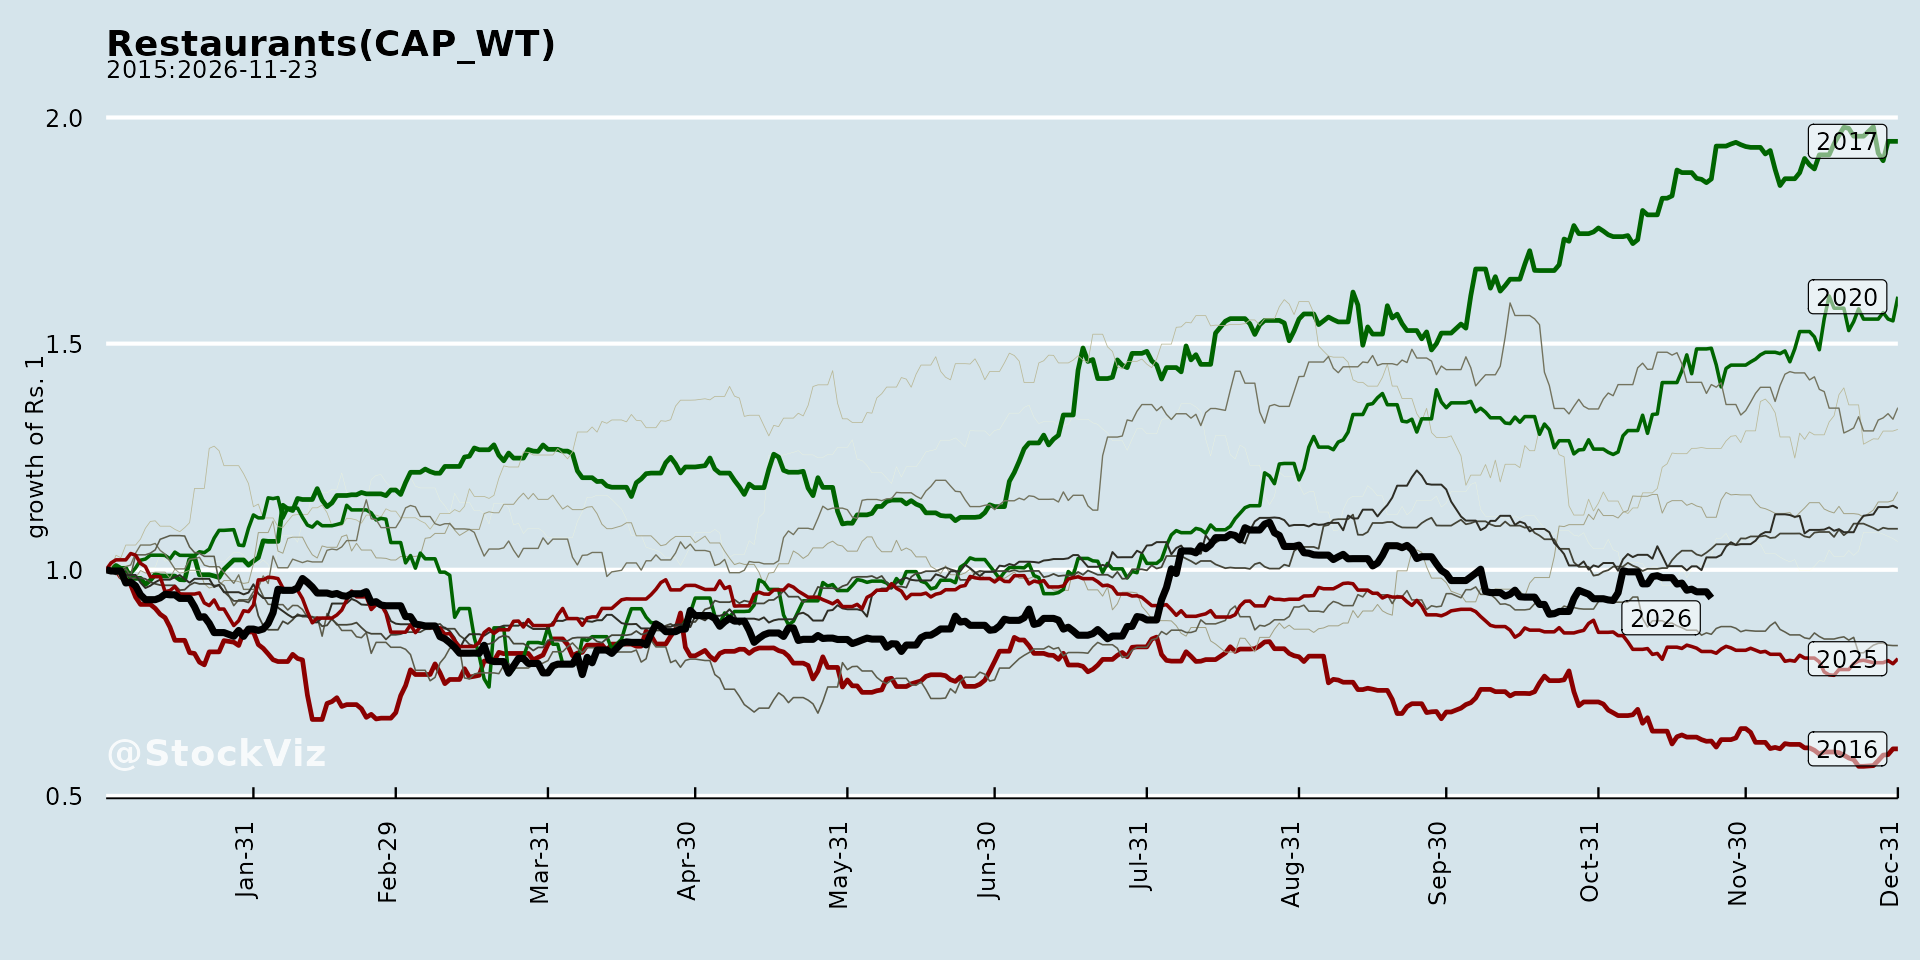 Restaurants(CAP_WT)
2015:2026-11-23
growth of Rs. 1
2.0
1.5
1.0
0.5
2017
2020
2026
2025
2016
@StockViz
Jan-31
Feb-29
Mar-31
Apr-30
May-31
Jun-30
Jul-31
Aug-31
Sep-30
Oct-31
Nov-30
Dec-31